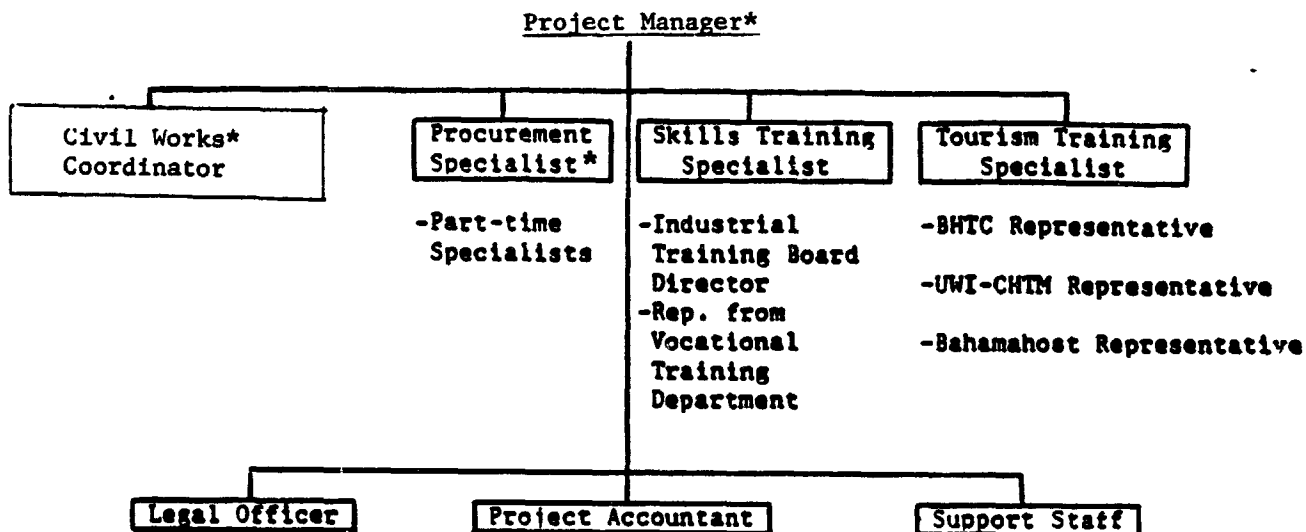 Project Manager*
Civil Works*
Coordinator
Procurement
Specialist*
-Part-time
Specialists
Skills Training
Specialist
-Industrial
Training Board
Director
-Rep. from
Vocational
Training
Department
Tourism Training
Specialist
-BHTC Representative
-UWI-CHTM Representative
-Bahamahost Representative
Legal Officer
Project Accountant
Support Staff